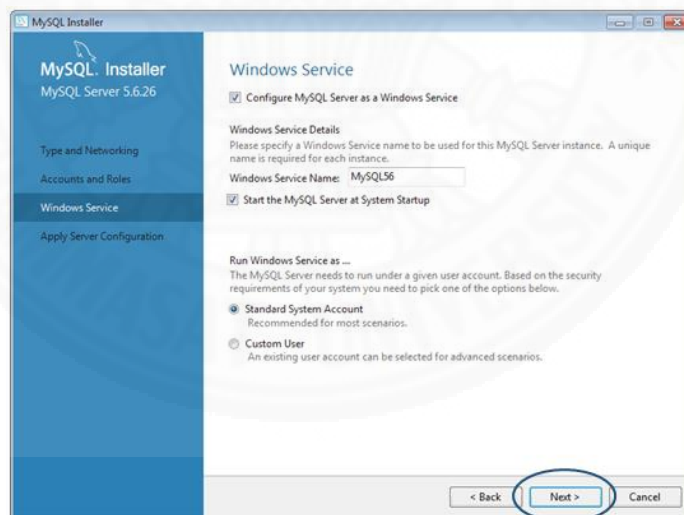 MySQL Installer
MySQL. Installer
MySQL Server 5.6.26
Type and Networking
Accounts and Roles
Windows Service
Apply Server Configuration
Windows Service
Configure MySQL Server as a Windows Service
Windows Service Details
Please specify a Windows Service name to be used for this MySQL Server instance. A unique
name is required for each instance.
Windows Service Name: MySQL56
Start the MySQL Server at System Startup
Run Windows Service as ...
The MySQL Server needs to run under a given user account. Based on the security
requirements of your system you need to pick one of the options below.
Standard System Account
Recommended for most scenarios.
Custom User
An existing user account can be selected for advanced scenarios.
< Back Next > Cancel